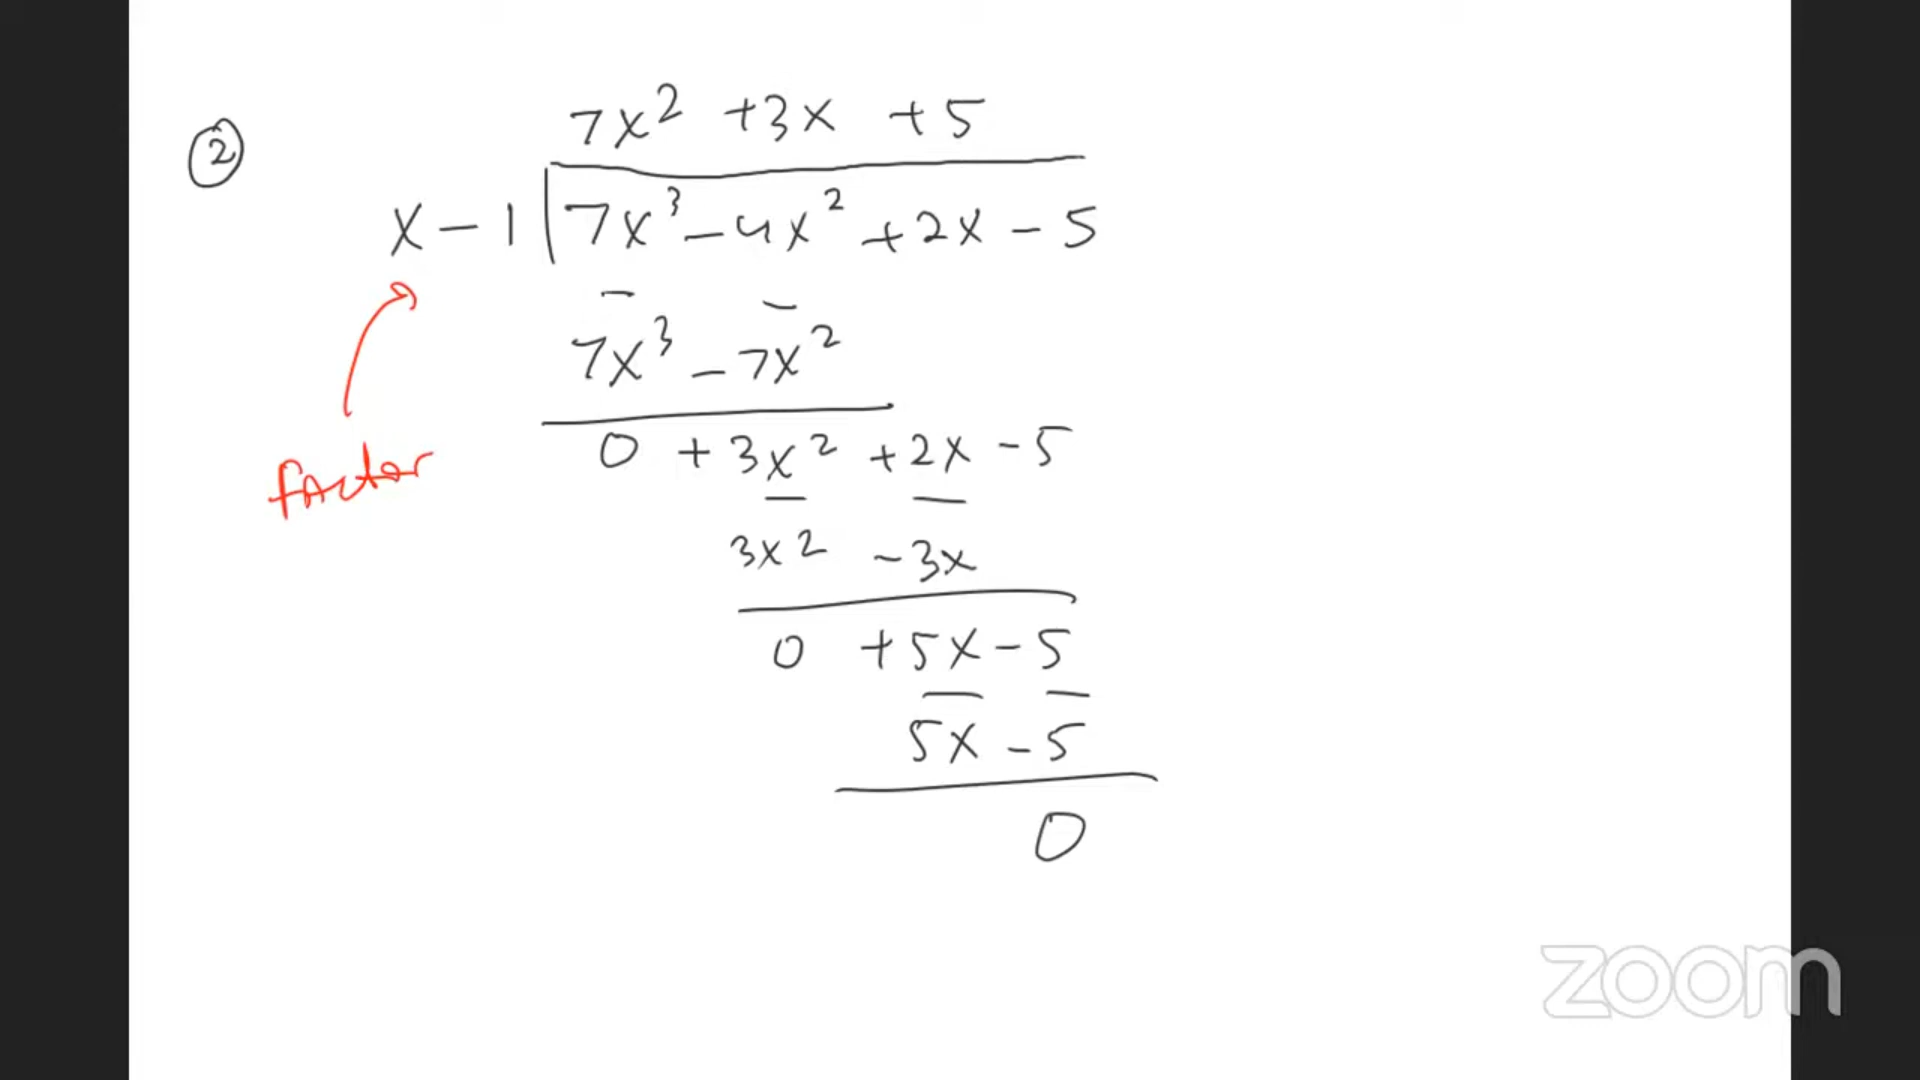 ②
7x² +3x +5
x - 1 | 7x³ - 4x² + 2x - 5
− −
7x³ - 7x²
0 + 3x² + 2x - 5
− −
3x² - 3x
0 + 5x - 5
− −
5x - 5
0
factor
zoom